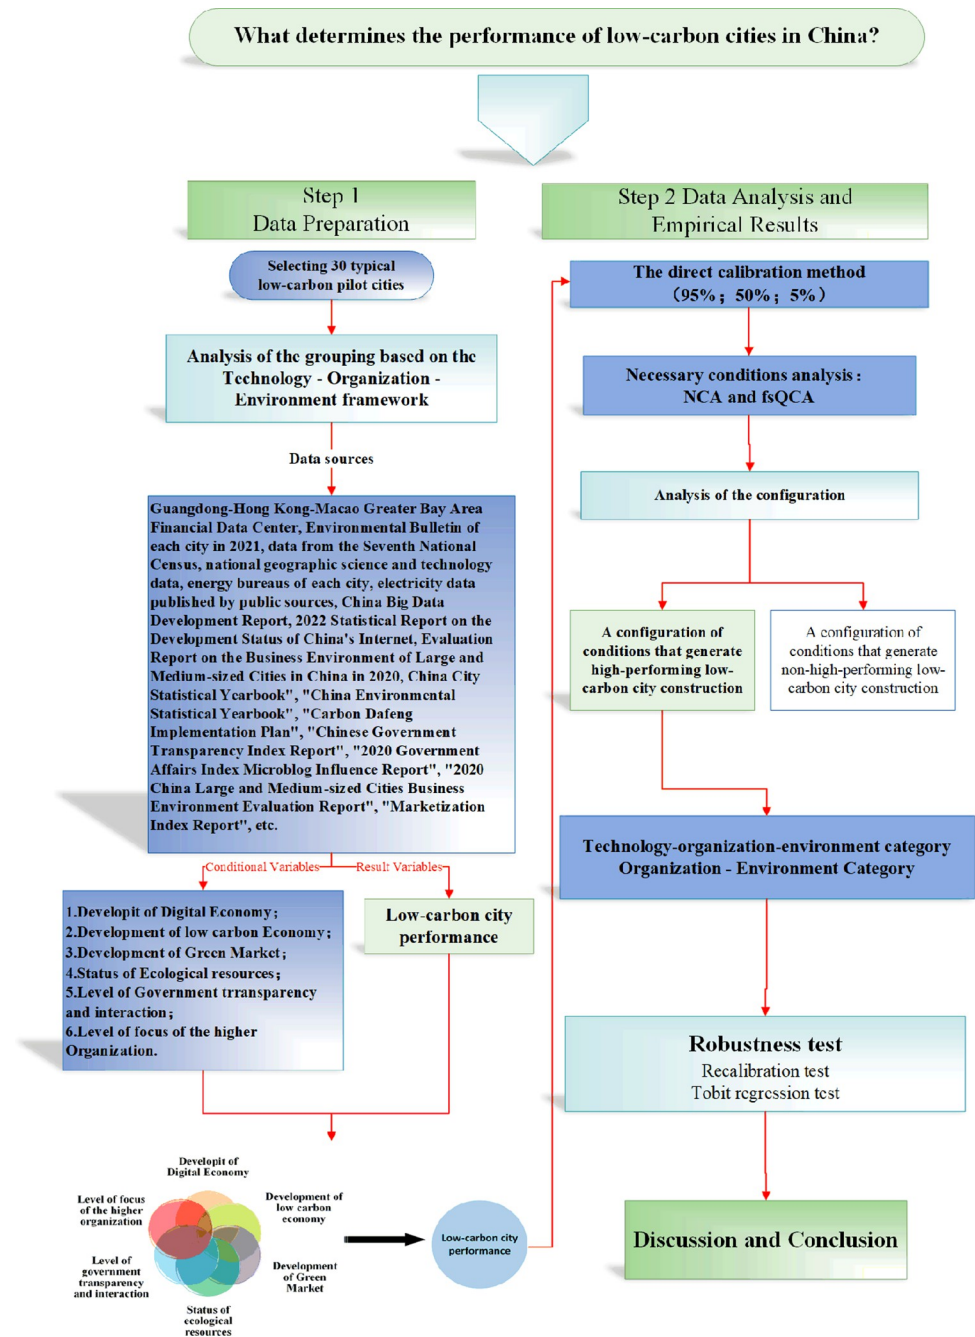 What determines the performance of low-carbon cities in China?
Step 1
Data Preparation
Selecting 30 typical
low-carbon pilot cities
Analysis of the grouping based on the
Technology - Organization -
Environment framework
Data sources
Guangdong-Hong Kong-Macao Greater Bay Area
Financial Data Center, Environmental Bulletin of
each city in 2021, data from the Seventh National
Census, national geographic science and technology
data, energy bureaus of each city, electricity data
published by public sources, China Big Data
Development Report, 2022 Statistical Report on the
Development Status of China's Internet, Evaluation
Report on the Business Environment of Large and
Medium-sized Cities in China in 2020, China City
Statistical Yearbook", "China Environmental
Statistical Yearbook", "Carbon Dafeng
Implementation Plan", "Chinese Government
Transparency Index Report", "2020 Government
Affairs Index Microblog Influence Report", "2020
China Large and Medium-sized Cities Business
Environment Evaluation Report", "Marketization
Index Report", etc.
Conditional Variables
Result Variables
1.Developit of Digital Economy;
2.Development of low carbon Economy;
3.Development of Green Market;
4.Status of Ecological resources;
5.Level of Government trransparency
and interaction;
6.Level of focus of the higher
Organization.
Low-carbon city
performance
Developit of
Digital Economy
Level of focus
of the higher
organization
Development of
low carbon
economy
Level of
government
transparency
and interaction
Development
of Green
Market
Status of
ecological
resources
Low-carbon city
performance
Step 2 Data Analysis and
Empirical Results
The direct calibration method
(95%; 50%; 5%)
Necessary conditions analysis:
NCA and fsQCA
Analysis of the configuration
A configuration of
conditions that generate
high-performing low-
carbon city construction
A configuration of
conditions that generate
non-high-performing low-
carbon city construction
Technology-organization-environment category
Organization - Environment Category
Robustness test
Recalibration test
Tobit regression test
Discussion and Conclusion